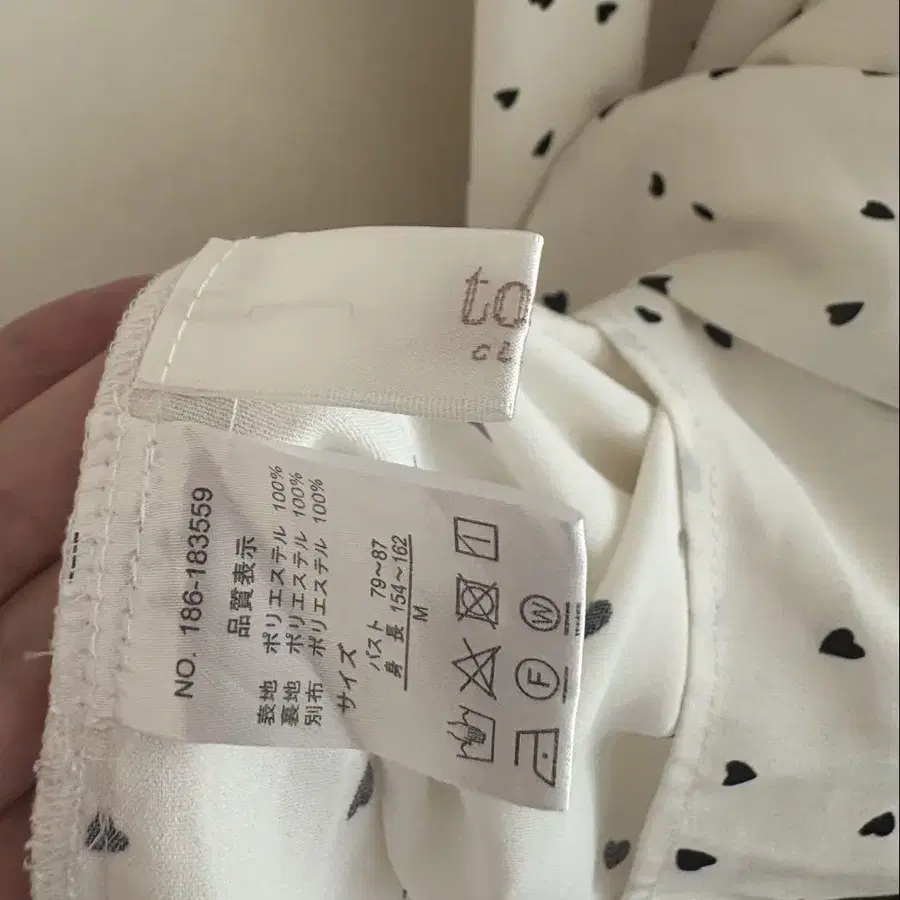 to
NO. 186-183559
品質表示
表地 ポリエステル 100%
裏地 ポリエステル 100%
別布 ポリエステル 100%
サイズ
バスト 79～87
身長 154～162
M
F W